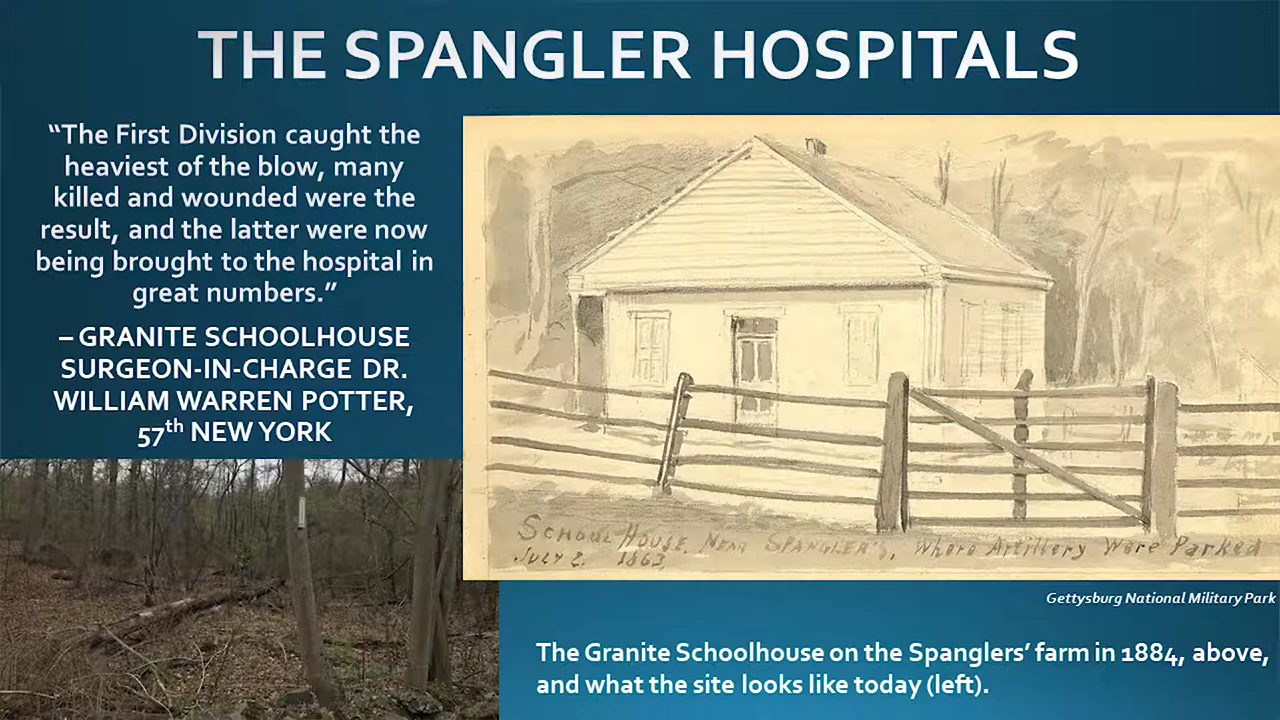 THE SPANGLER HOSPITALS
“The First Division caught the
heaviest of the blow, many
killed and wounded were the
result, and the latter were now
being brought to the hospital in
great numbers.”
– GRANITE SCHOOLHOUSE
SURGEON-IN-CHARGE DR.
WILLIAM WARREN POTTER,
57th NEW YORK
School House, Near Spangler's, Where Artillery Were Parked
July 2. 1863
Gettysburg National Military Park
The Granite Schoolhouse on the Spanglers’ farm in 1884, above,
and what the site looks like today (left).